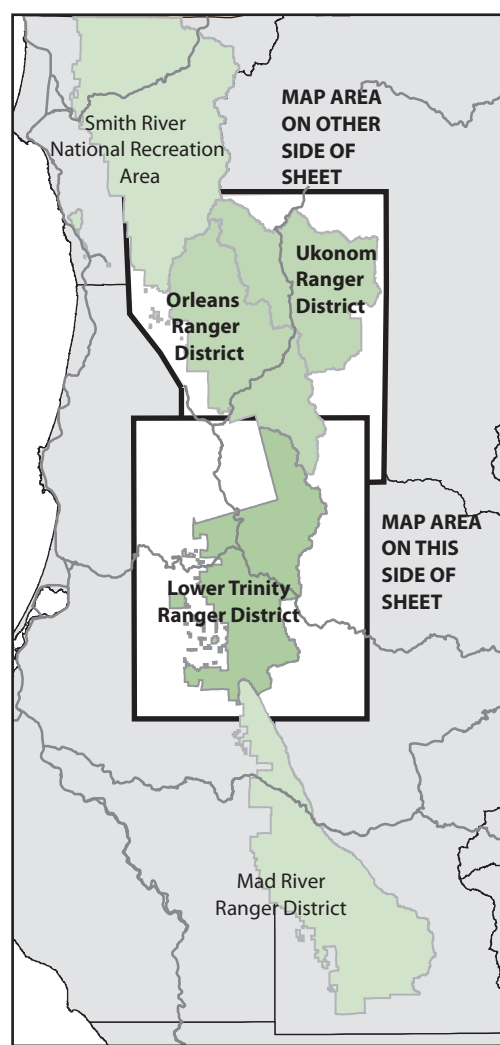 Smith River
National Recreation
Area
MAP AREA
ON OTHER
SIDE OF
SHEET
Ukonom
Ranger
District
Orleans
Ranger
District
MAP AREA
ON THIS
SIDE OF
SHEET
Lower Trinity
Ranger District
Mad River
Ranger District